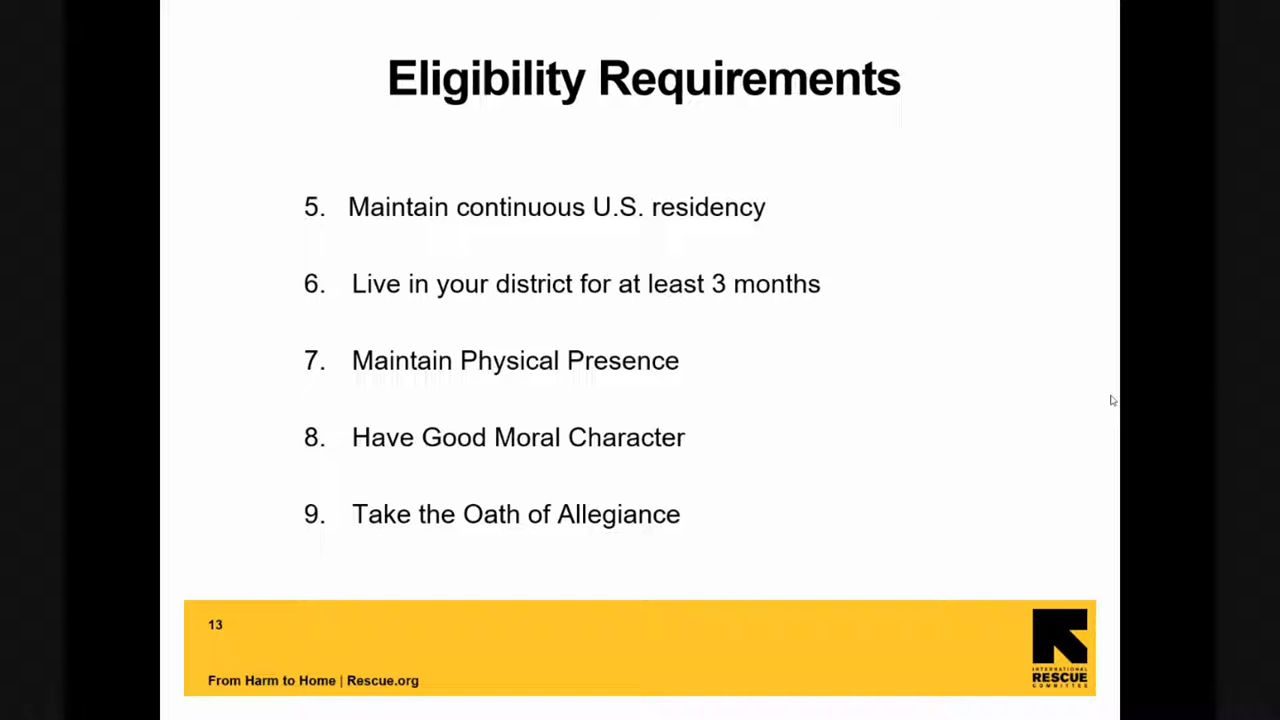 Eligibility Requirements
5. Maintain continuous U.S. residency
6. Live in your district for at least 3 months
7. Maintain Physical Presence
8. Have Good Moral Character
9. Take the Oath of Allegiance
13
From Harm to Home | Rescue.org
INTERNATIONAL
RESCUE
COMMITTEE